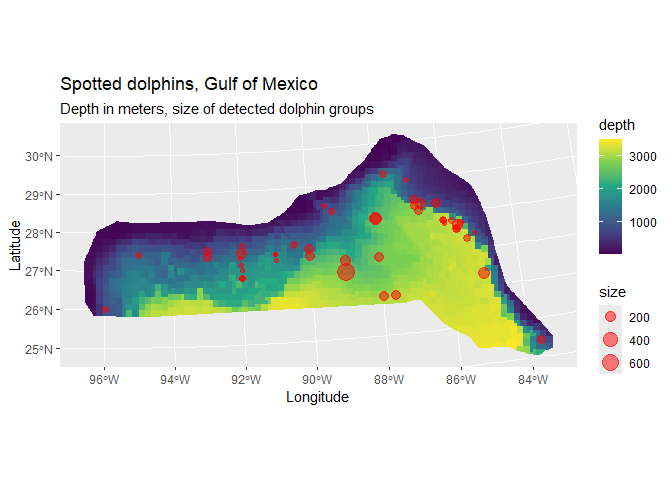 Spotted dolphins, Gulf of Mexico
Depth in meters, size of detected dolphin groups
depth
3000
2000
1000
size
200
400
600
Latitude
30°N
29°N
28°N
27°N
26°N
25°N
96°W
94°W
92°W
90°W
88°W
86°W
84°W
Longitude